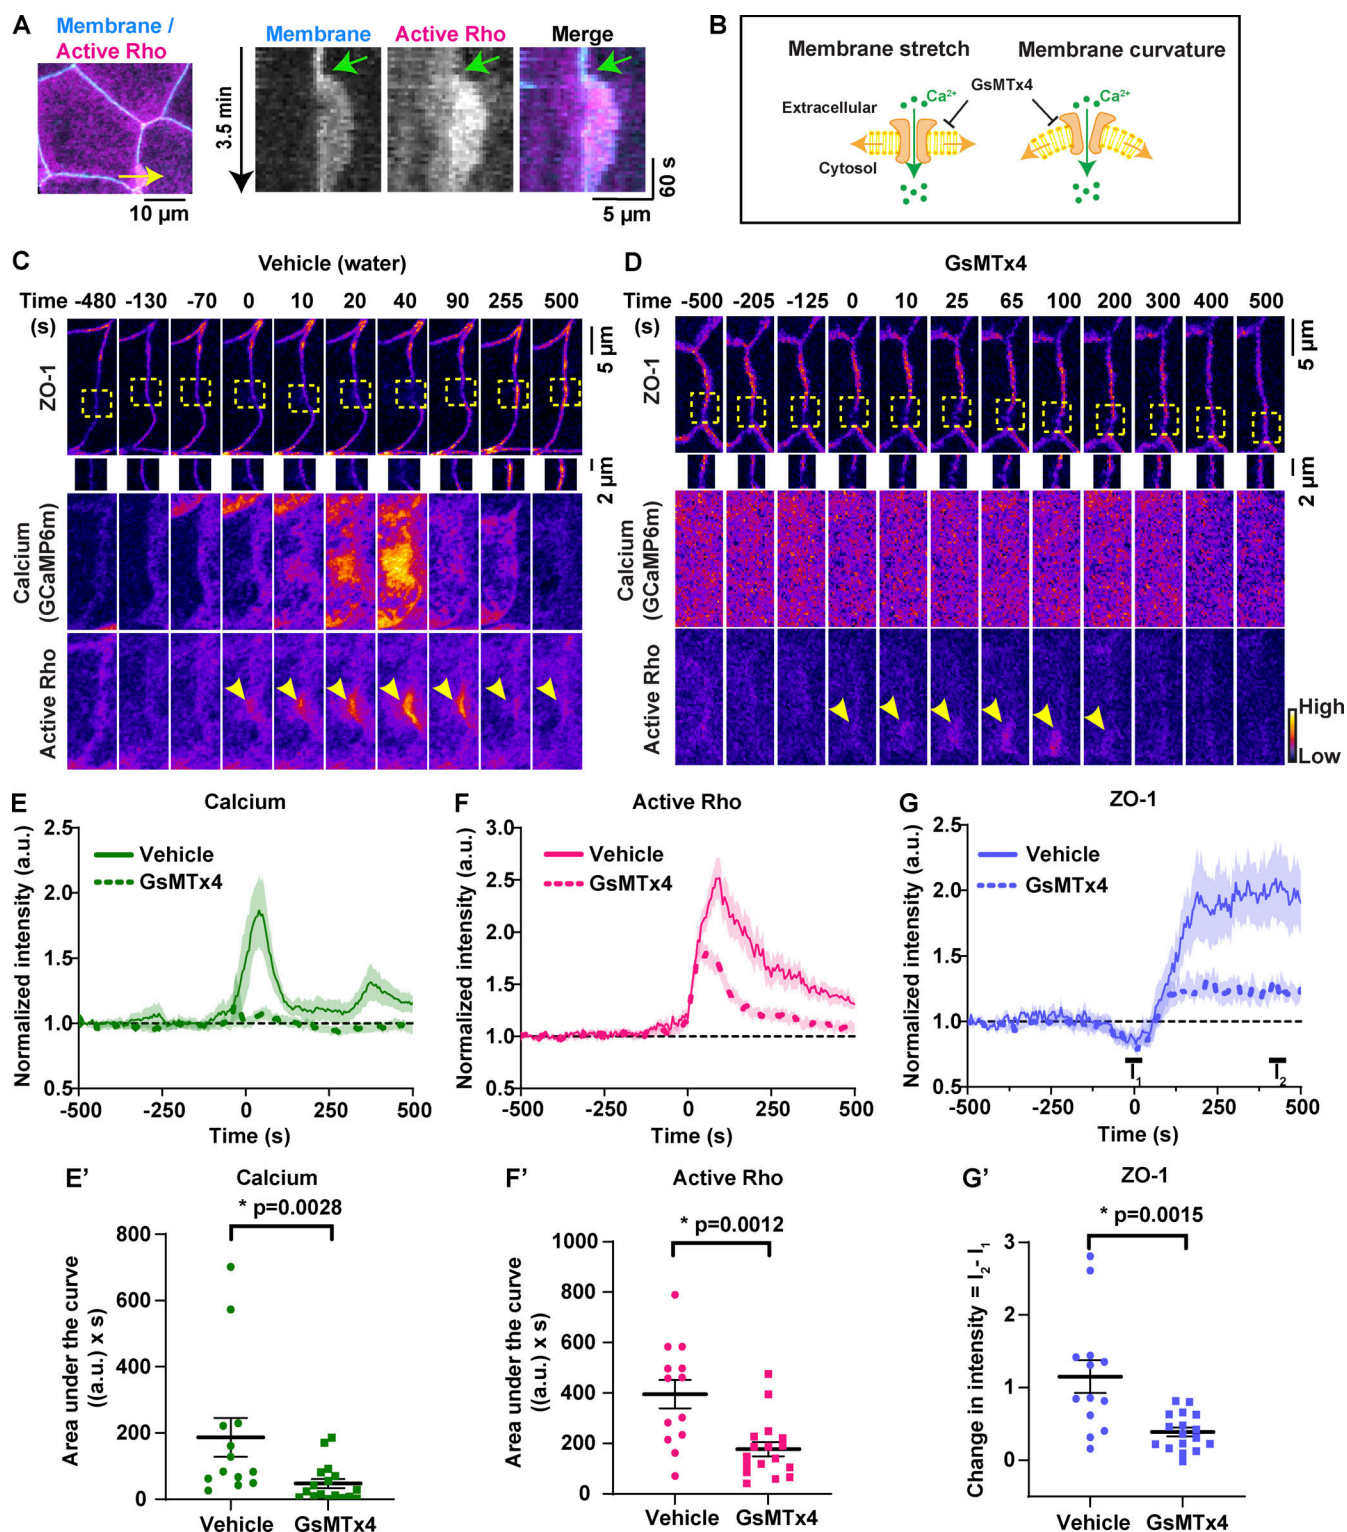 A
Membrane /
Active Rho
10 µm
3.5 min
Membrane
Active Rho
Merge
60 s
5 µm
B
Membrane stretch
Membrane curvature
GsMTx4
Extracellular
Ca2+
Ca2+
Cytosol
C
Vehicle (water)
Time -480 -130 -70 0 10 20 40 90 255 500
(s)
ZO-1
5 µm
2 µm
Calcium
(GCaMP6m)
Active Rho
D
GsMTx4
Time -500 -205 -125 0 10 25 65 100 200 300 400 500
(s)
ZO-1
5 µm
2 µm
Calcium
(GCaMP6m)
Active Rho
High
Low
E
Calcium
Normalized intensity (a.u.)
2.5
2.0
1.5
1.0
0.5
Vehicle
GsMTx4
-500 -250 0 250 500
Time (s)
F
Active Rho
Normalized intensity (a.u.)
3.0
2.5
2.0
1.5
1.0
0.5
Vehicle
GsMTx4
-500 -250 0 250 500
Time (s)
G
ZO-1
Normalized intensity (a.u.)
2.5
2.0
1.5
1.0
0.5
Vehicle
GsMTx4
I1
I2
-500 -250 0 250 500
Time (s)
E'
Calcium
* p=0.0028
Area under the curve
((a.u.) x s)
800
600
400
200
0
Vehicle GsMTx4
F'
Active Rho
* p=0.0012
Area under the curve
((a.u.) x s)
1000
800
600
400
200
0
Vehicle GsMTx4
G'
ZO-1
* p=0.0015
Change in intensity = I2- I1
3
2
1
0
Vehicle GsMTx4